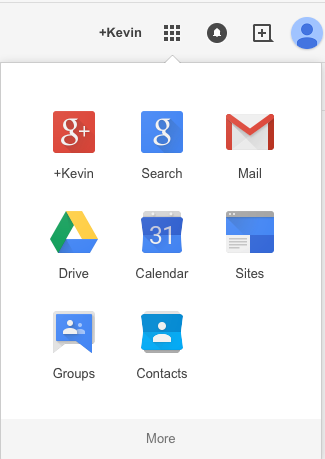 +Kevin
g+
g
+Kevin Search Mail
31
Drive Calendar Sites
Groups Contacts
More